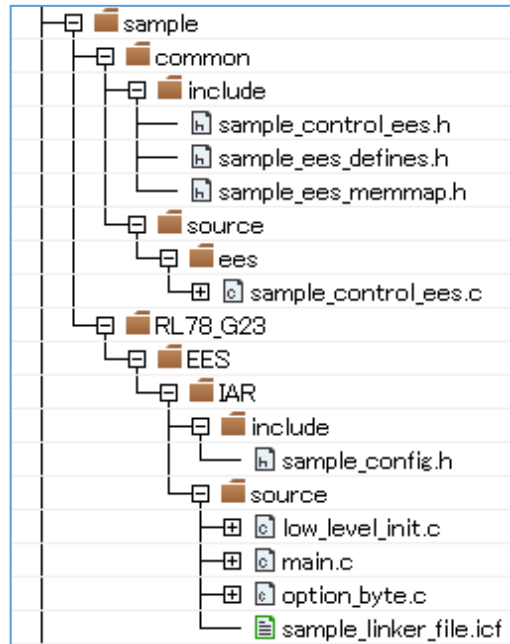 sample
common
include
sample_control_ees.h
sample_ees_defines.h
sample_ees_memmap.h
source
ees
sample_control_ees.c
RL78_G23
EES
IAR
include
sample_config.h
source
low_level_init.c
main.c
option_byte.c
sample_linker_file.icf